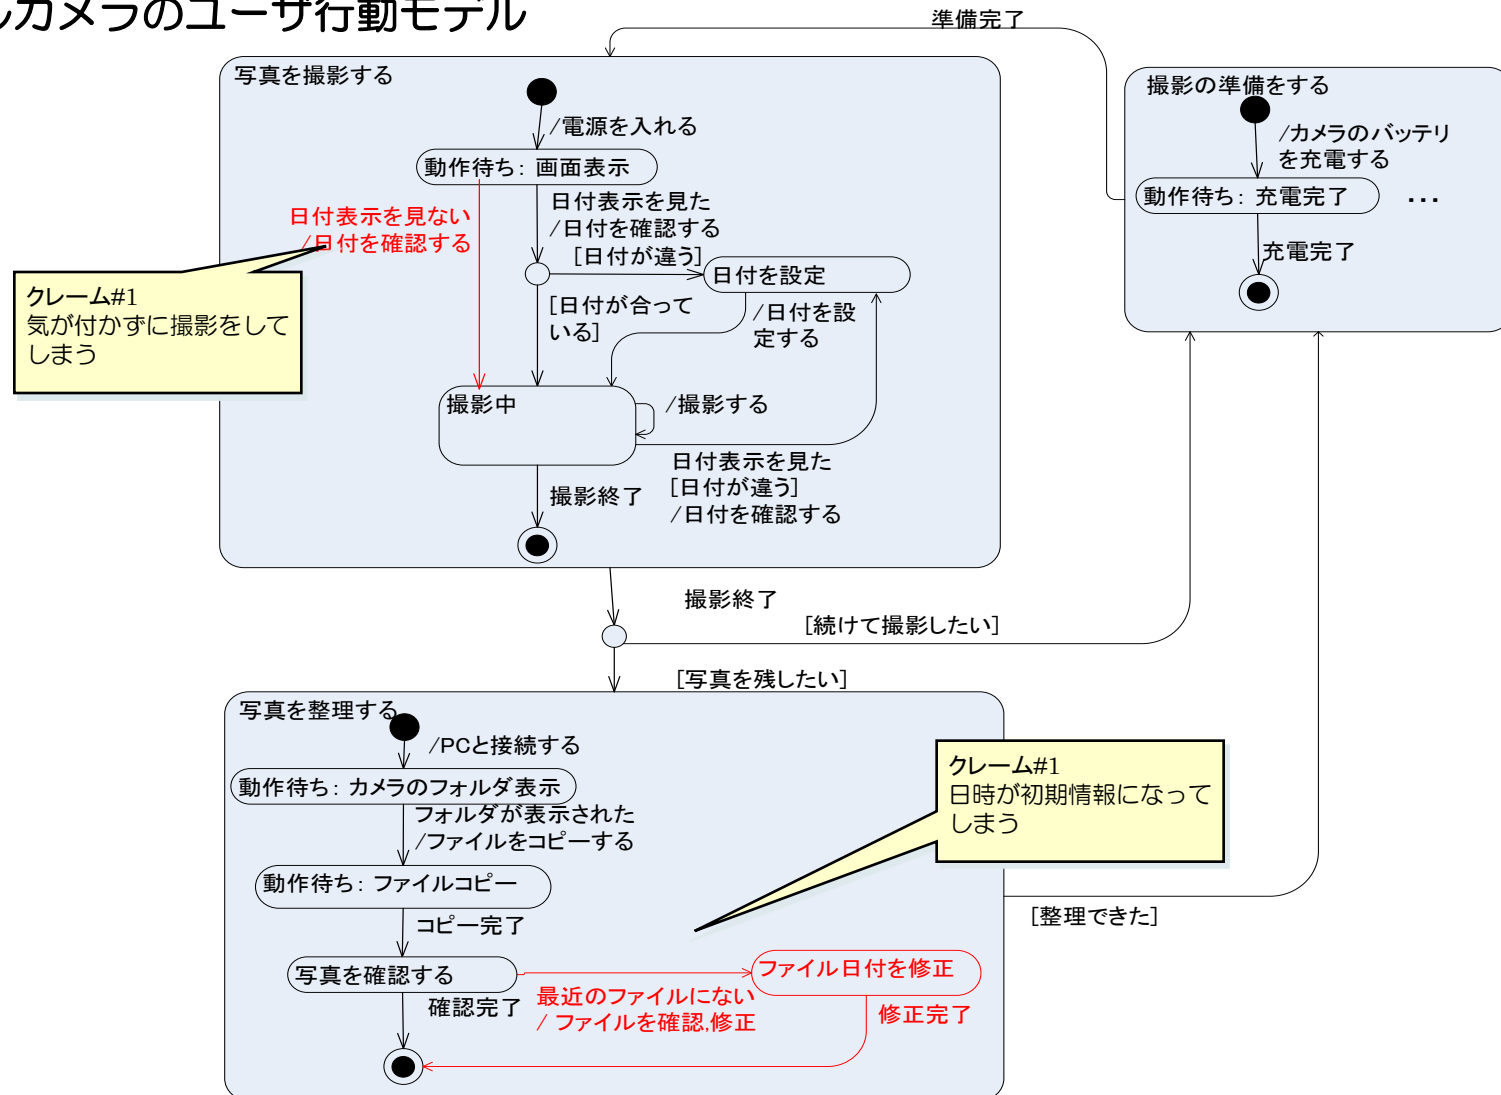 ルカメラのユーザ行動モデル
準備完了
写真を撮影する
/電源を入れる
動作待ち: 画面表示
日付表示を見ない
/日付を確認する
日付表示を見た
/日付を確認する
[日付が違う]
日付を設定
[日付が合って
いる]
/日付を設
定する
クレーム#1
気が付かずに撮影をして
しまう
撮影中
/撮影する
日付表示を見た
[日付が違う]
/日付を確認する
撮影終了
撮影の準備をする
/カメラのバッテリ
を充電する
動作待ち: 充電完了
...
充電完了
撮影終了
[続けて撮影したい]
[写真を残したい]
写真を整理する
/PCと接続する
動作待ち: カメラのフォルダ表示
フォルダが表示された
/ファイルをコピーする
動作待ち: ファイルコピー
コピー完了
写真を確認する
確認完了
最近のファイルにない
/ ファイルを確認,修正
ファイル日付を修正
修正完了
クレーム#1
日時が初期情報になって
しまう
[整理できた]